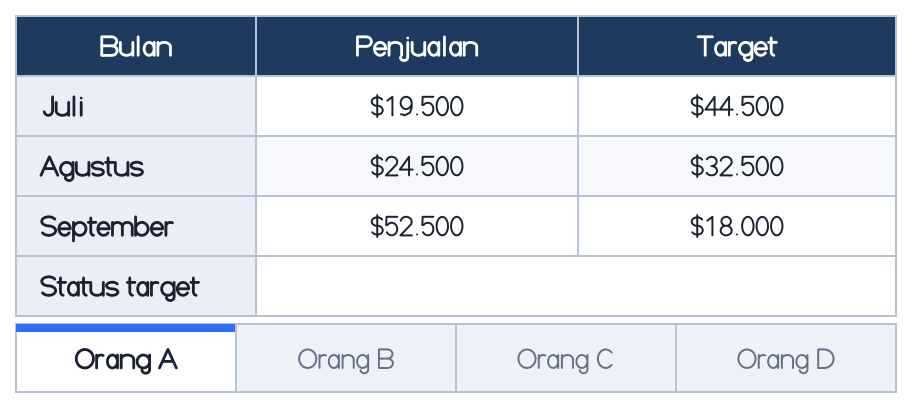 Bulan Penjualan Target
Juli $19.500 $44.500
Agustus $24.500 $32.500
September $52.500 $18.000
Status target
Orang A Orang B Orang C Orang D